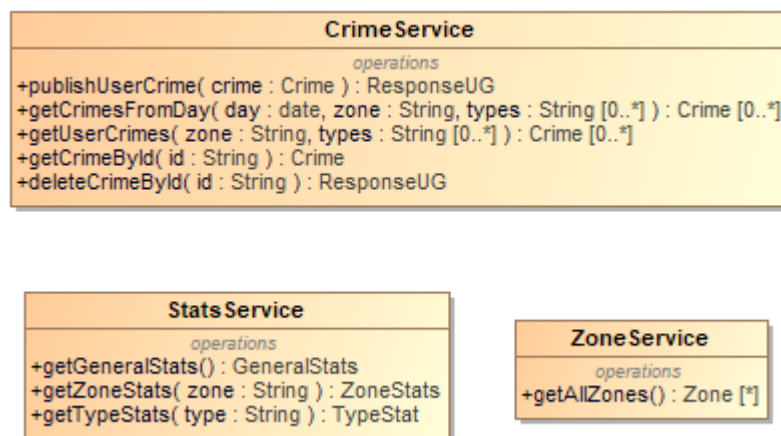 CrimeService
operations
+publishUserCrime( crime : Crime ) : ResponseUG
+getCrimesFromDay( day : date, zone : String, types : String [0..*] ) : Crime [0..*]
+getUserCrimes( zone : String, types : String [0..*] ) : Crime [0..*]
+getCrimeById( id : String ) : Crime
+deleteCrimeById( id : String ) : ResponseUG
StatsService
operations
+getGeneralStats() : GeneralStats
+getZoneStats( zone : String ) : ZoneStats
+getTypeStats( type : String ) : TypeStat
ZoneService
operations
+getAllZones() : Zone [*]